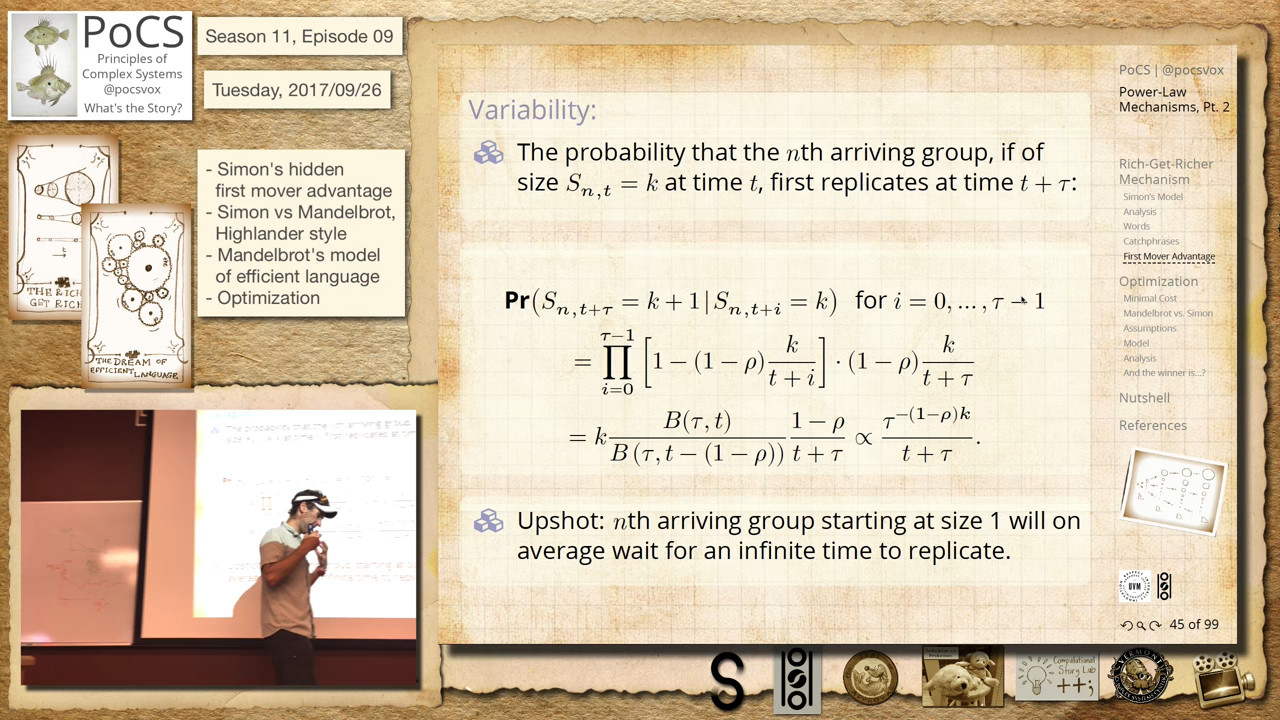 PoCS
Principles of
Complex Systems
@pocsvox
What's the Story?
Season 11, Episode 09
Tuesday, 2017/09/26
- Simon's hidden
first mover advantage
- Simon vs Mandelbrot,
Highlander style
- Mandelbrot's model
of efficient language
- Optimization
THE RICH
GET RICH
THE DREAM OF
EFFICIENT LANGUAGE
Variability:
The probability that the nth arriving group, if of
size S_{n,t} = k at time t, first replicates at time t + τ:
Pr(S_{n,t+τ} = k + 1 | S_{n,t+i} = k) for i = 0, ..., τ − 1
= ∏_{i=0}^{τ−1} [1 − (1 − ρ) k/(t + i)] · (1 − ρ) k/(t + τ)
= k B(τ, t)/B(τ, t − (1 − ρ)) (1 − ρ)/(t + τ) ∝ τ^{−(1−ρ)k}/(t + τ).
Upshot: nth arriving group starting at size 1 will on
average wait for an infinite time to replicate.
PoCS | @pocsvox
Power-Law
Mechanisms, Pt. 2
Rich-Get-Richer
Mechanism
Simon's Model
Analysis
Words
Catchphrases
First Mover Advantage
Optimization
Minimal Cost
Mandelbrot vs. Simon
Assumptions
Model
Analysis
And the winner is...?
Nutshell
References
UVM
45 of 99
S
Computational
Story Lab
++;